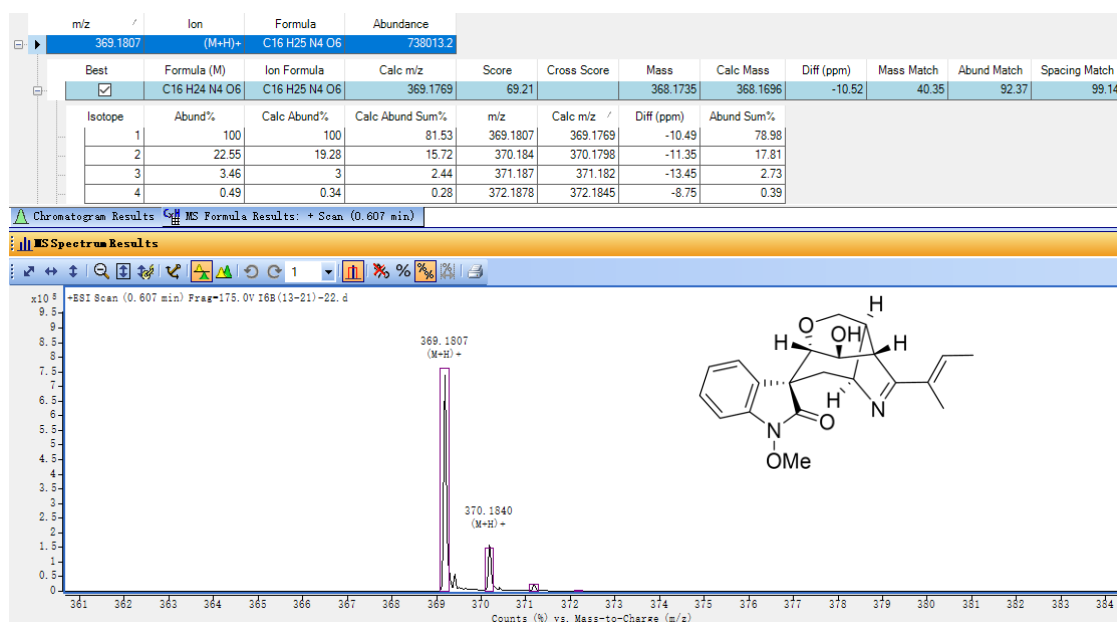 m/z / Ion Formula Abundance
369.1807 (M+H)+ C16 H25 N4 O6 738013.2
Best Formula (M) Ion Formula Calc m/z Score Cross Score Mass Calc Mass Diff (ppm) Mass Match Abund Match Spacing Match
C16 H24 N4 O6 C16 H25 N4 O6 369.1769 69.21 368.1735 368.1696 -10.52 40.35 92.37 99.14
Isotope Abund% Calc Abund% Calc Abund Sum% m/z Calc m/z / Diff (ppm) Abund Sum%
1 100 100 81.53 369.1807 369.1769 -10.49 78.98
2 22.55 19.28 15.72 370.184 370.1798 -11.35 17.81
3 3.46 3 2.44 371.187 371.182 -13.45 2.73
4 0.49 0.34 0.28 372.1878 372.1845 -8.75 0.39
Chromatogram Results MS Formula Results: + Scan (0.607 min)
MS Spectrum Results
1 % %
x10 5 +ESI Scan (0.607 min) Frag=175.0V I6B(13-21)-22.d
9.5
9
8.5
8
7.5
7
6.5
6
5.5
5
4.5
4
3.5
3
2.5
2
1.5
1
0.5
0
369.1807
(M+H)+
370.1840
(M+H)+
H
O
OH
H
H
H
N
O
N
OMe
361 362 363 364 365 366 367 368 369 370 371 372 373 374 375 376 377 378 379 380 381 382 383 384
Counts (%) vs. Mass-to-Charge (m/z)